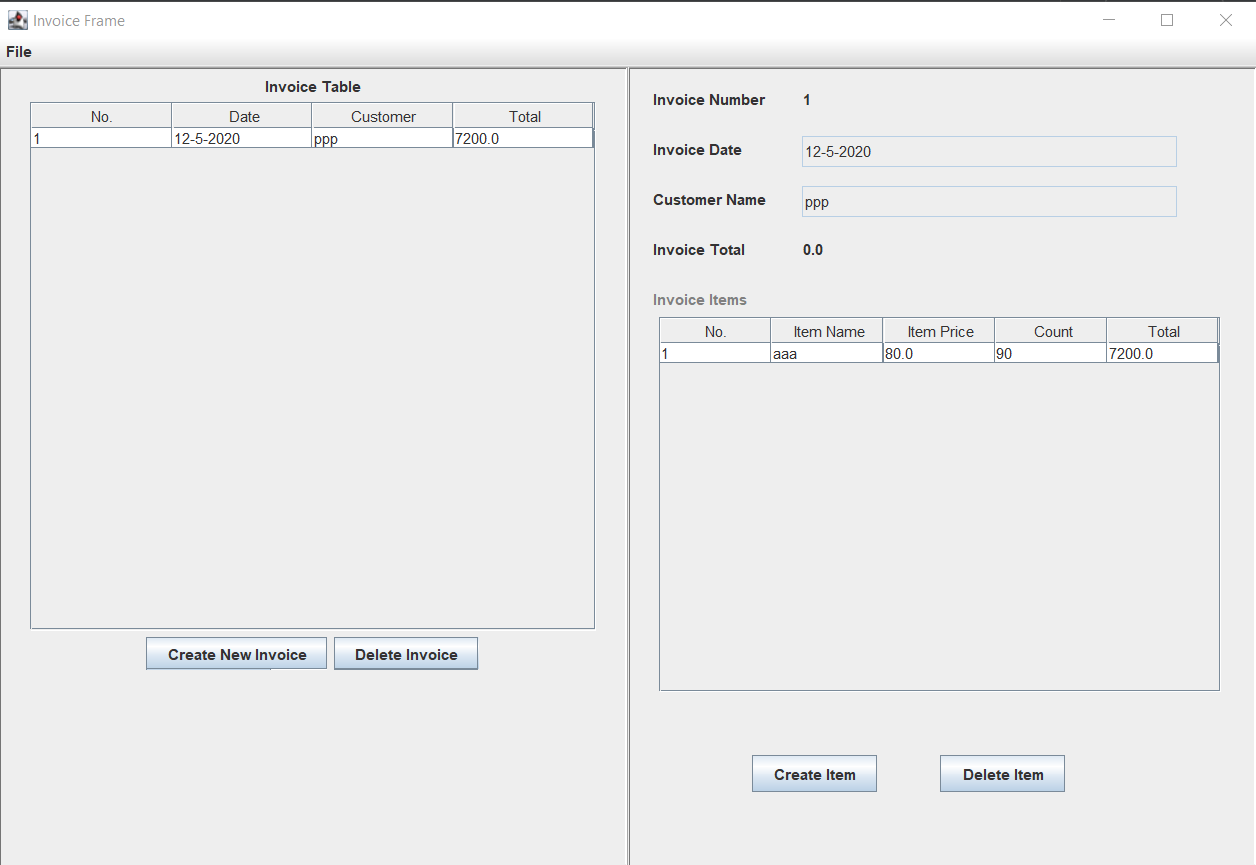 Invoice Frame
File
Invoice Table
No. Date Customer Total
1 12-5-2020 ppp 7200.0
Create New Invoice Delete Invoice
Invoice Number 1
Invoice Date 12-5-2020
Customer Name ppp
Invoice Total 0.0
Invoice Items
No. Item Name Item Price Count Total
1 aaa 80.0 90 7200.0
Create Item Delete Item